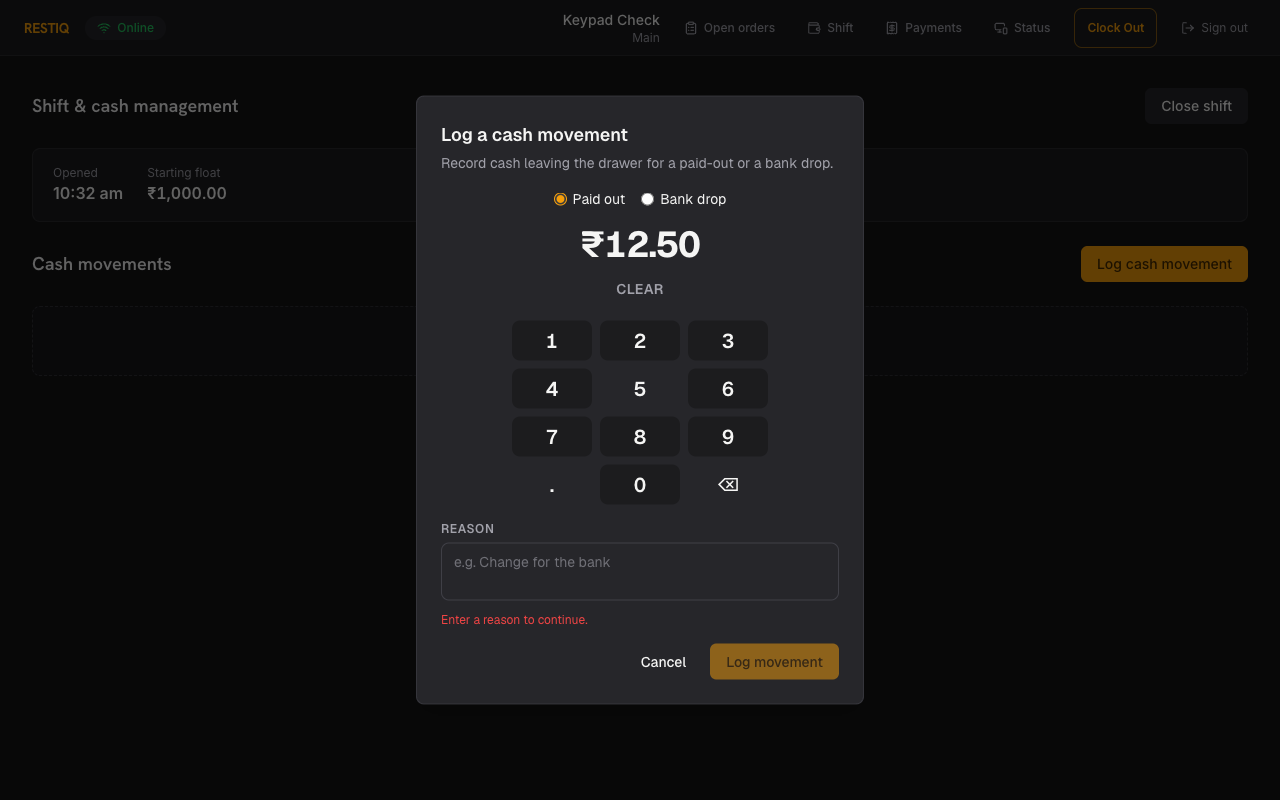 RESTIQ
Online
Keypad Check
Main
Open orders
Shift
Payments
Status
Clock Out
Sign out
Shift & cash management
Close shift
Opened
10:32 am
Starting float
₹1,000.00
Cash movements
Log cash movement
Log a cash movement
Record cash leaving the drawer for a paid-out or a bank drop.
Paid out
Bank drop
₹12.50
CLEAR
1 2 3
4 5 6
7 8 9
. 0
REASON
e.g. Change for the bank
Enter a reason to continue.
Cancel
Log movement